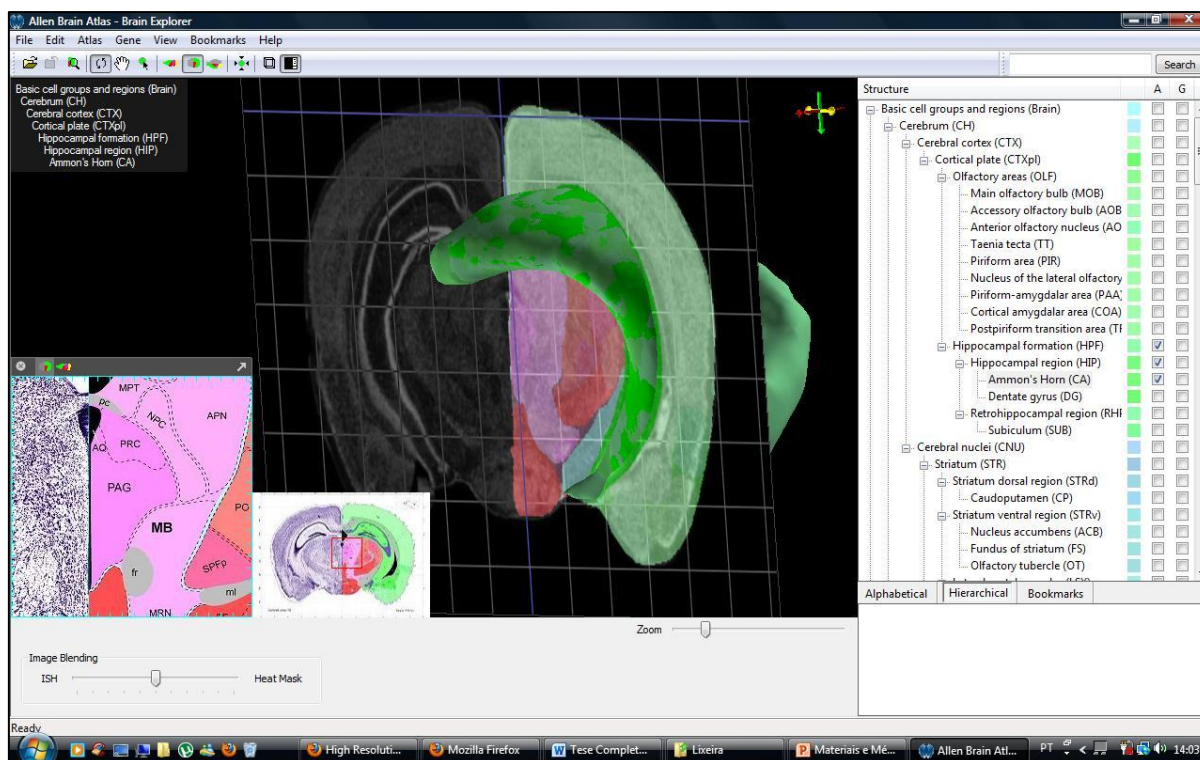 Allen Brain Atlas - Brain Explorer
File Edit Atlas Gene View Bookmarks Help
Search
Basic cell groups and regions (Brain)
Cerebrum (CH)
Cerebral cortex (CTX)
Cortical plate (CTXpl)
Hippocampal formation (HPF)
Hippocampal region (HIP)
Ammon's Horn (CA)
Structure A G
Basic cell groups and regions (Brain)
Cerebrum (CH)
Cerebral cortex (CTX)
Cortical plate (CTXpl)
Olfactory areas (OLF)
Main olfactory bulb (MOB)
Accessory olfactory bulb (AOB
Anterior olfactory nucleus (AO
Taenia tecta (TT)
Piriform area (PIR)
Nucleus of the lateral olfactory
Piriform-amygdalar area (PAA)
Cortical amygdalar area (COA)
Postpiriform transition area (TR
Hippocampal formation (HPF)
Hippocampal region (HIP)
Ammon's Horn (CA)
Dentate gyrus (DG)
Retrohippocampal region (RHI
Subiculum (SUB)
Cerebral nuclei (CNU)
Striatum (STR)
Striatum dorsal region (STRd)
Caudoputamen (CP)
Striatum ventral region (STRv)
Nucleus accumbens (ACB)
Fundus of striatum (FS)
Olfactory tubercle (OT)
Alphabetical Hierarchical Bookmarks
MPT
pc
NPC
APN
PRC
AQ
PAG
PO
MB
fr
SPFp
ml
MRN
Zoom
Image Blending
ISH Heat Mask
Ready
High Resoluti... Mozilla Firefox Tese Complet... Lixeira Materiais e Mé... Allen Brain Atl... PT 14:03